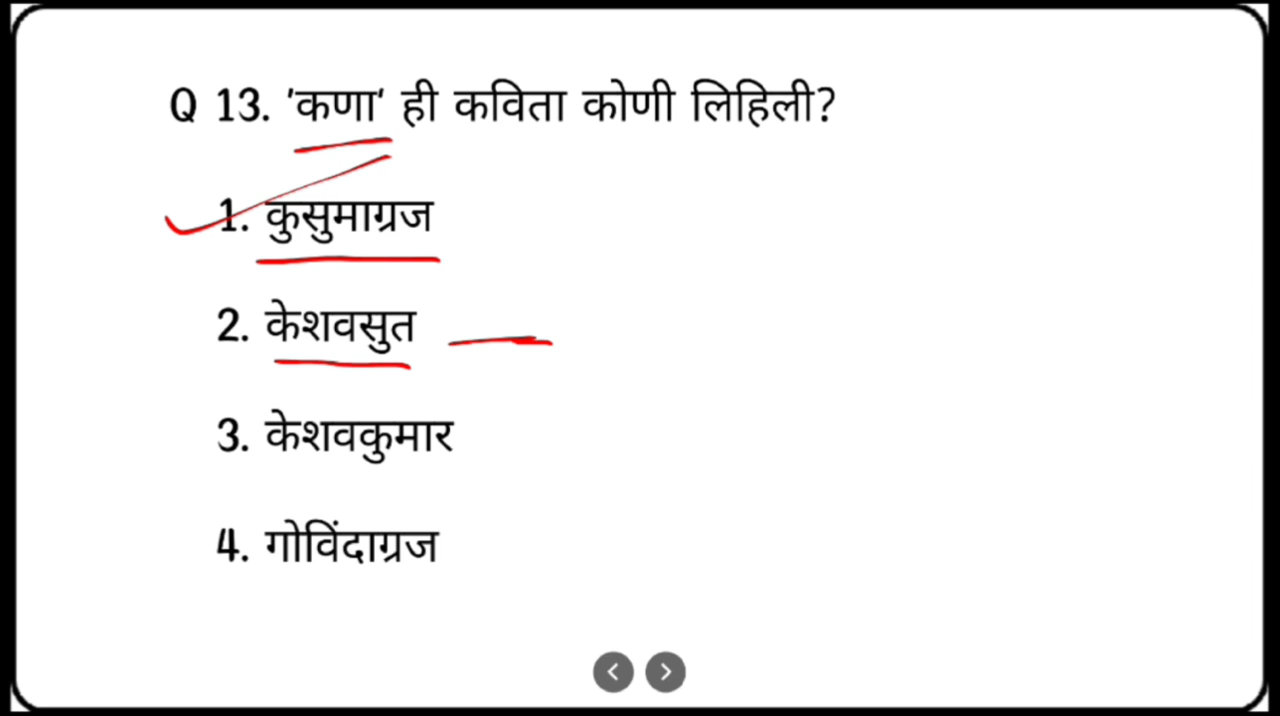 Q 13. 'कणा' ही कविता कोणी लिहिली?
1. कुसुमाग्रज
2. केशवसुत
3. केशवकुमार
4. गोविंदाग्रज